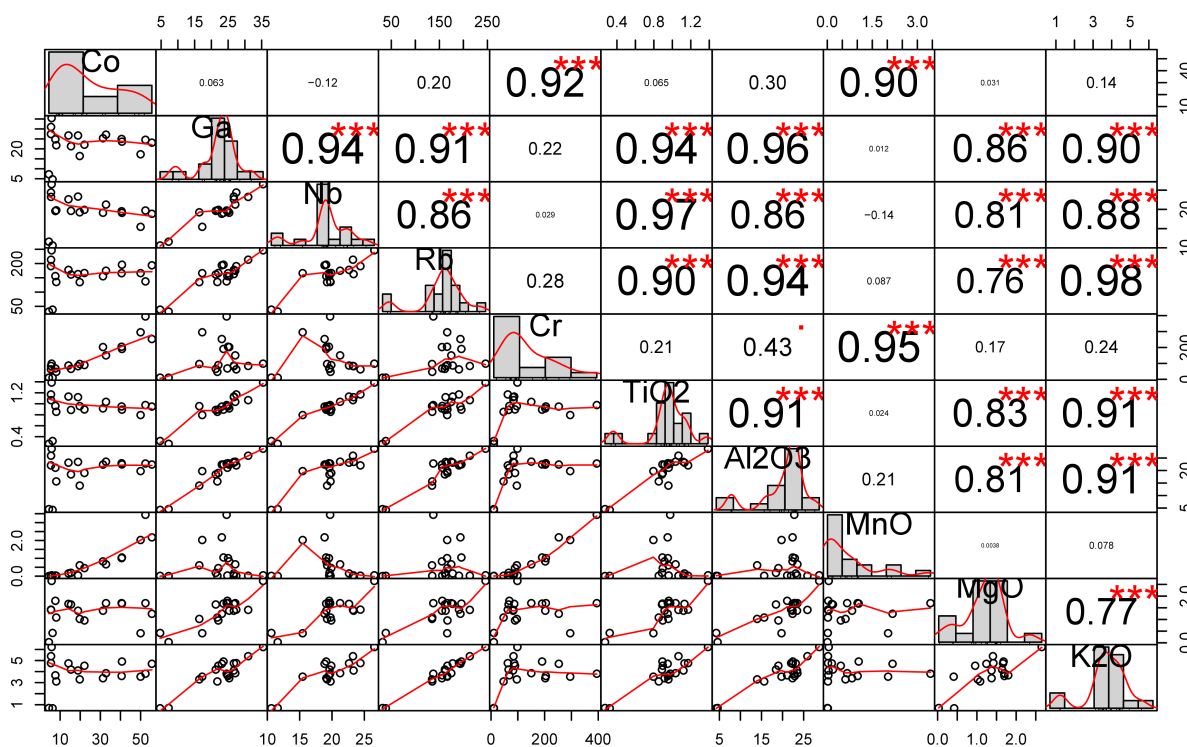 5 15 25 35 50 150 250 0.4 0.8 1.2 0.0 1.5 3.0 1 3 5
Co 0.063 −0.12 0.20 0.92 *** 0.065 0.30 0.90 *** 0.031 0.14 10 40
5 20 Ga 0.94 *** 0.91 *** 0.22 0.94 *** 0.96 *** 0.012 0.86 *** 0.90 ***
Nb 0.86 *** 0.029 0.97 *** 0.86 *** −0.14 0.81 *** 0.88 *** 10 20
50 200 Rb 0.28 0.90 *** 0.94 *** 0.087 0.76 *** 0.98 ***
Cr 0.21 0.43 . 0.95 *** 0.17 0.24 0 200
0.4 1.2 TiO2 0.91 *** 0.024 0.83 *** 0.91 ***
Al2O3 0.21 0.81 *** 0.91 *** 5 20
0.0 2.0 MnO 0.0038 0.078
MgO 0.77 *** 0.0 2.0
1 3 5 K2O
10 30 50 10 15 20 25 0 200 400 5 15 25 0.0 1.0 2.0